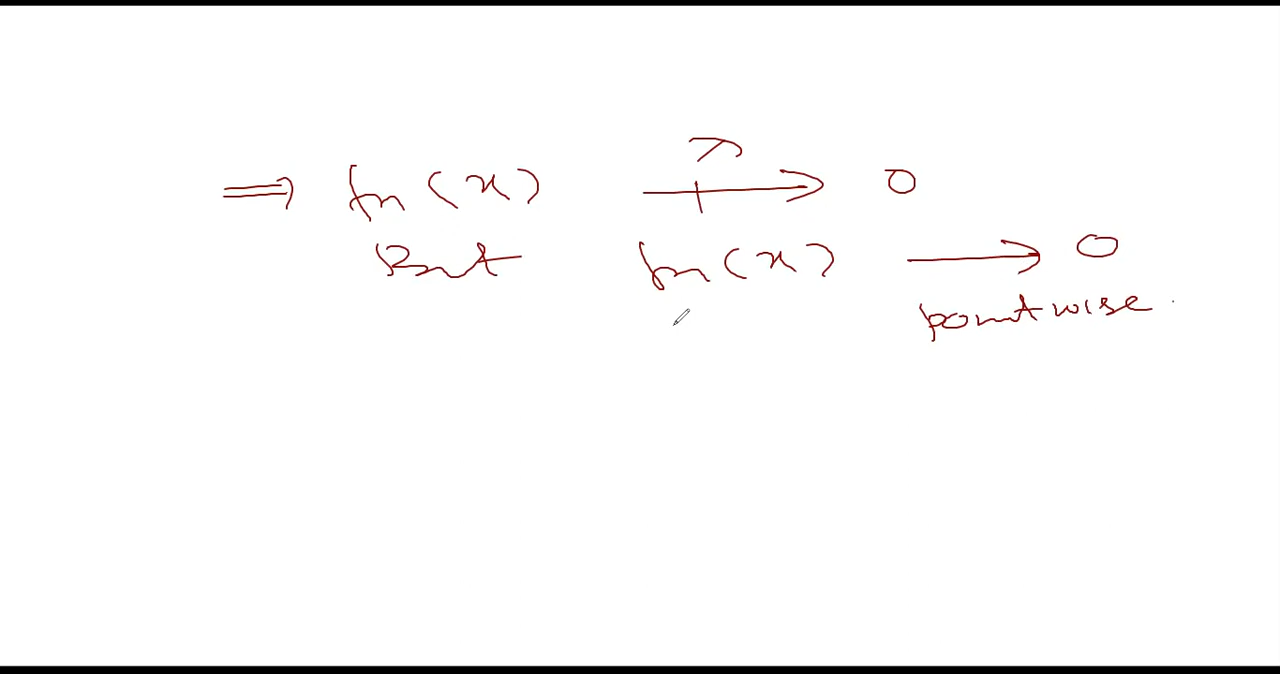 ⇒ fn(x) ↛ 0
But fn(x) → 0
pointwise.